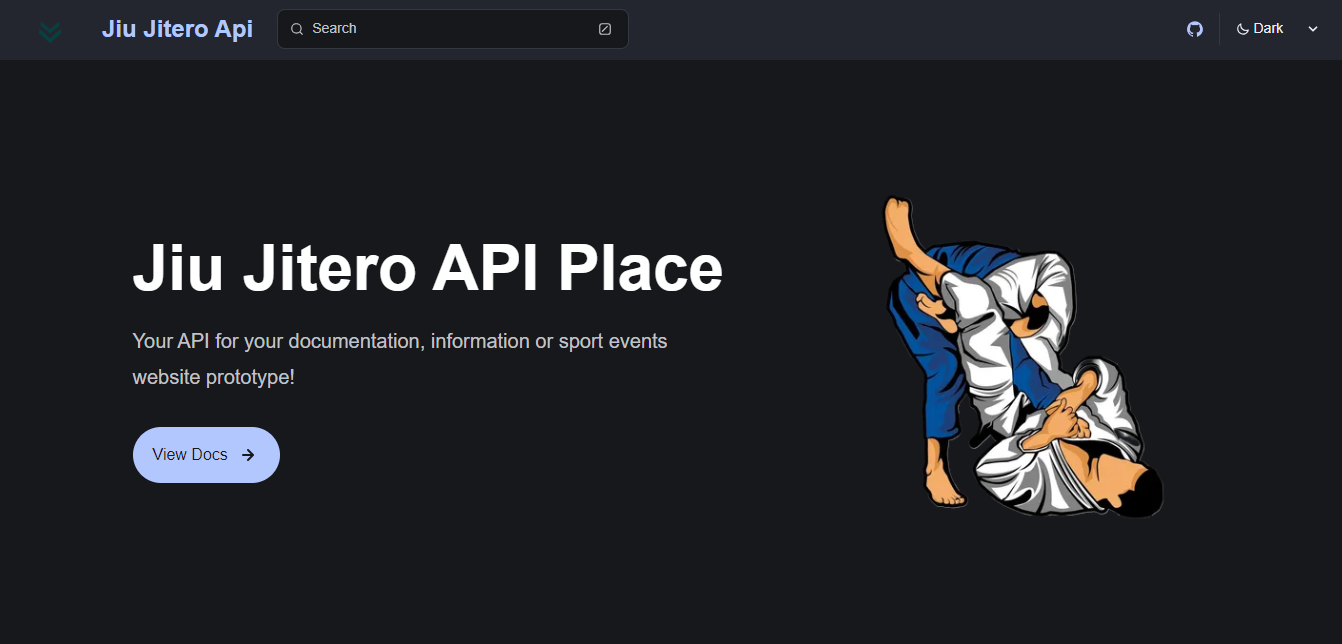 Jiu Jitero Api
Search
Dark
Jiu Jitero API Place
Your API for your documentation, information or sport events
website prototype!
View Docs